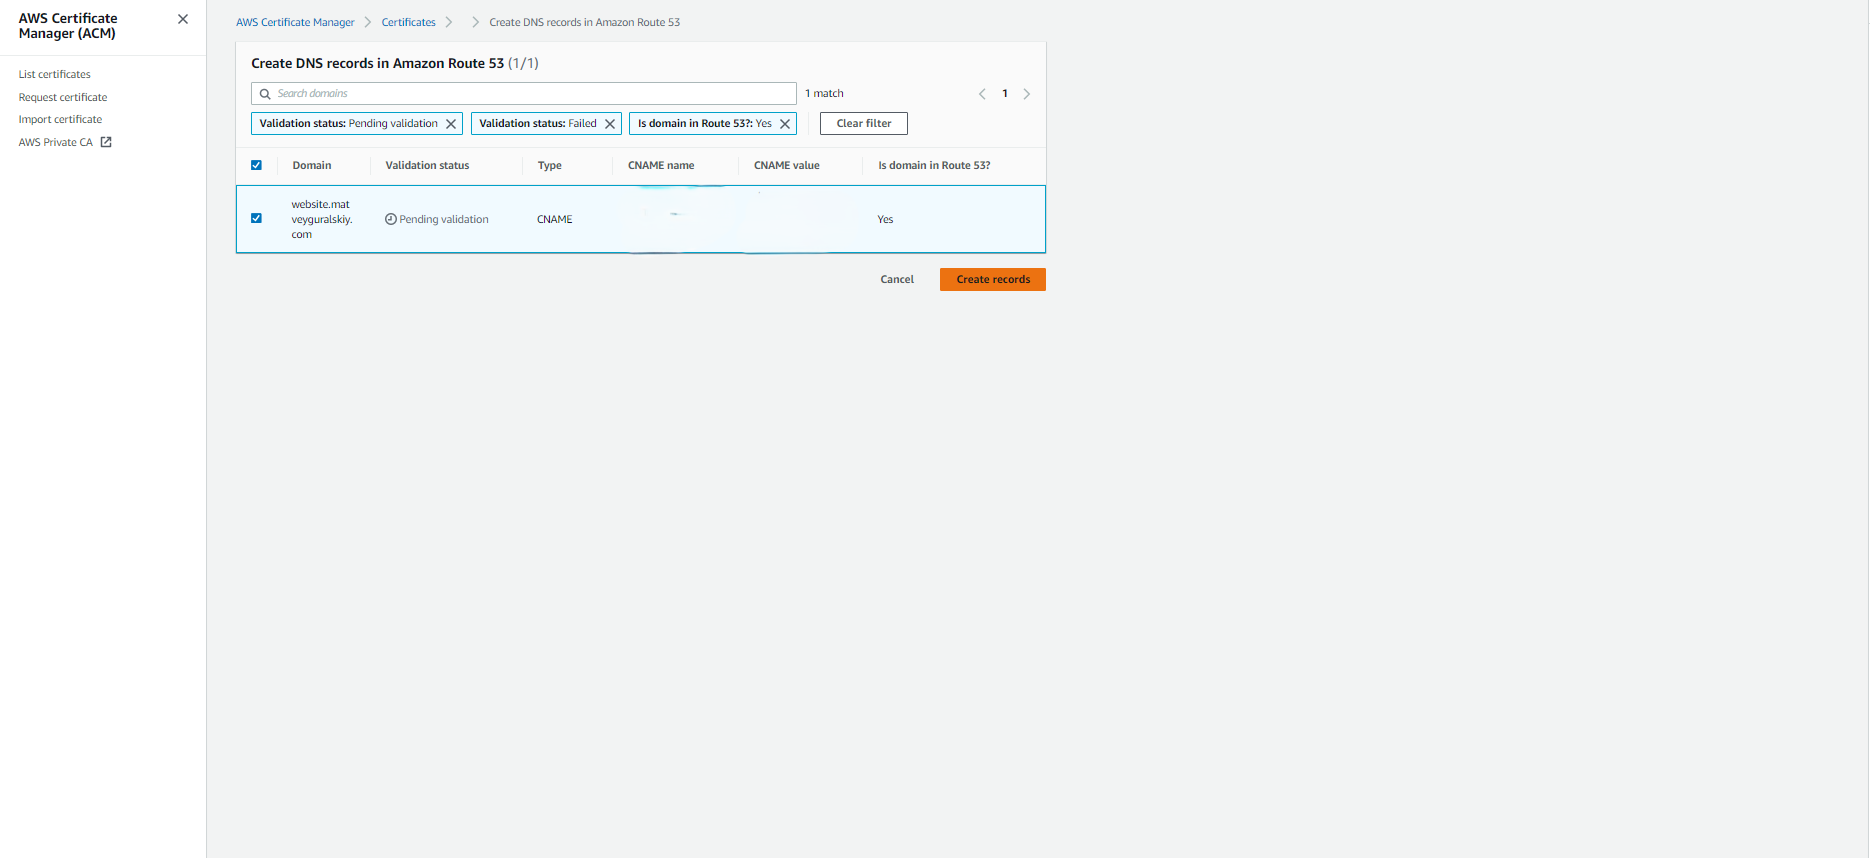 AWS Certificate
Manager (ACM)
List certificates
Request certificate
Import certificate
AWS Private CA
AWS Certificate Manager > Certificates > > Create DNS records in Amazon Route 53
Create DNS records in Amazon Route 53 (1/1)
Search domains
1 match
1
Validation status: Pending validation
Validation status: Failed
Is domain in Route 53?: Yes
Clear filter
Domain Validation status Type CNAME name CNAME value Is domain in Route 53?
website.mat
veyguralskiy.
com
Pending validation
CNAME
Yes
Cancel
Create records